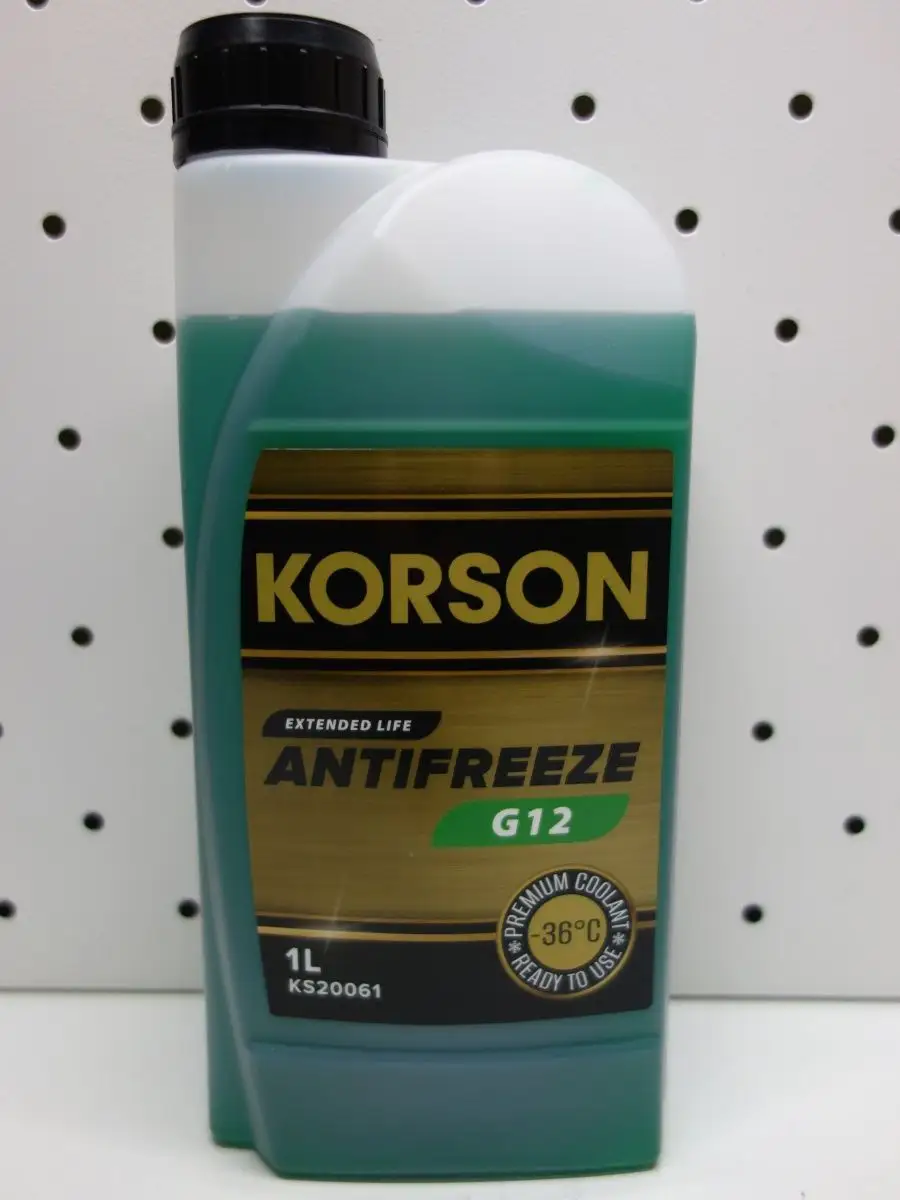 KORSON
EXTENDED LIFE
ANTIFREEZE
G12
PREMIUM COOLANT
-36°C
READY TO USE
1L
KS20061